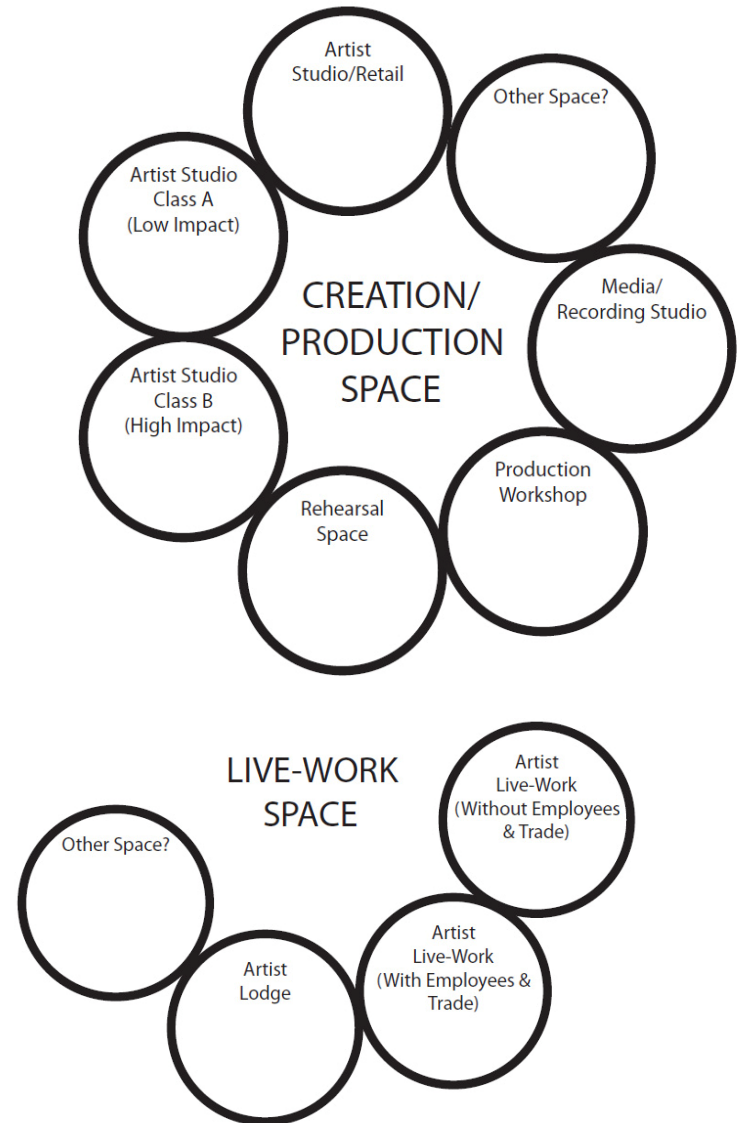 Artist
Studio/Retail
Other Space?
Artist Studio
Class A
(Low Impact)
CREATION/
PRODUCTION
SPACE
Media/
Recording Studio
Artist Studio
Class B
(High Impact)
Production
Workshop
Rehearsal
Space
LIVE-WORK
SPACE
Artist
Live-Work
(Without Employees
& Trade)
Other Space?
Artist
Lodge
Artist
Live-Work
(With Employees &
Trade)